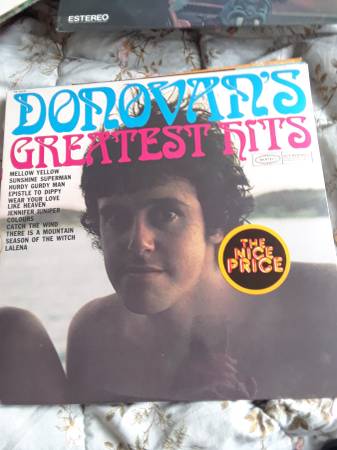 ESTEREO
DONOVAN'S
GREATEST HITS
MELLOW YELLOW
SUNSHINE SUPERMAN
HURDY GURDY MAN
EPISTLE TO DIPPY
WEAR YOUR LOVE
LIKE HEAVEN
JENNIFER JUNIPER
COLOURS
CATCH THE WIND
THERE IS A MOUNTAIN
SEASON OF THE WITCH
LALENA
THE
NICE
PRICE